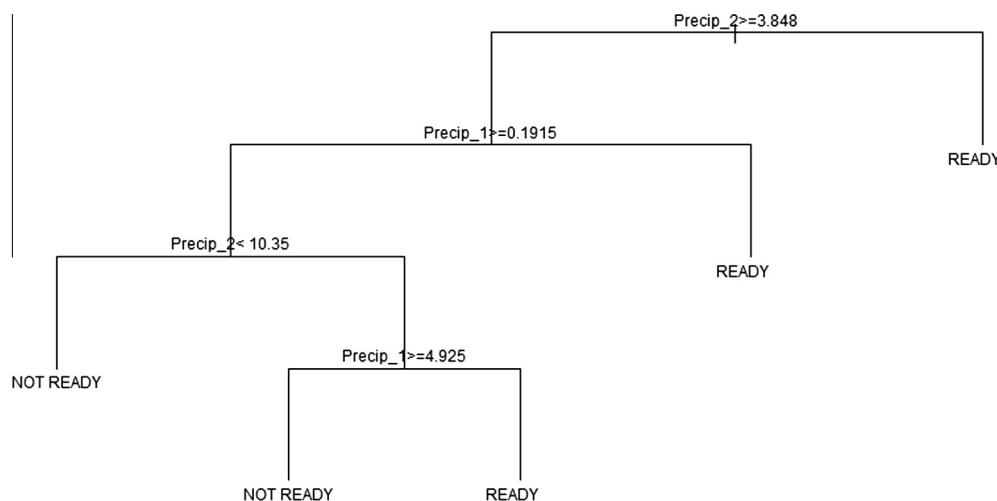 Precip_2>=3.848
Precip_1>=0.1915
READY
Precip_2< 10.35
READY
Precip_1>=4.925
NOT READY
NOT READY
READY